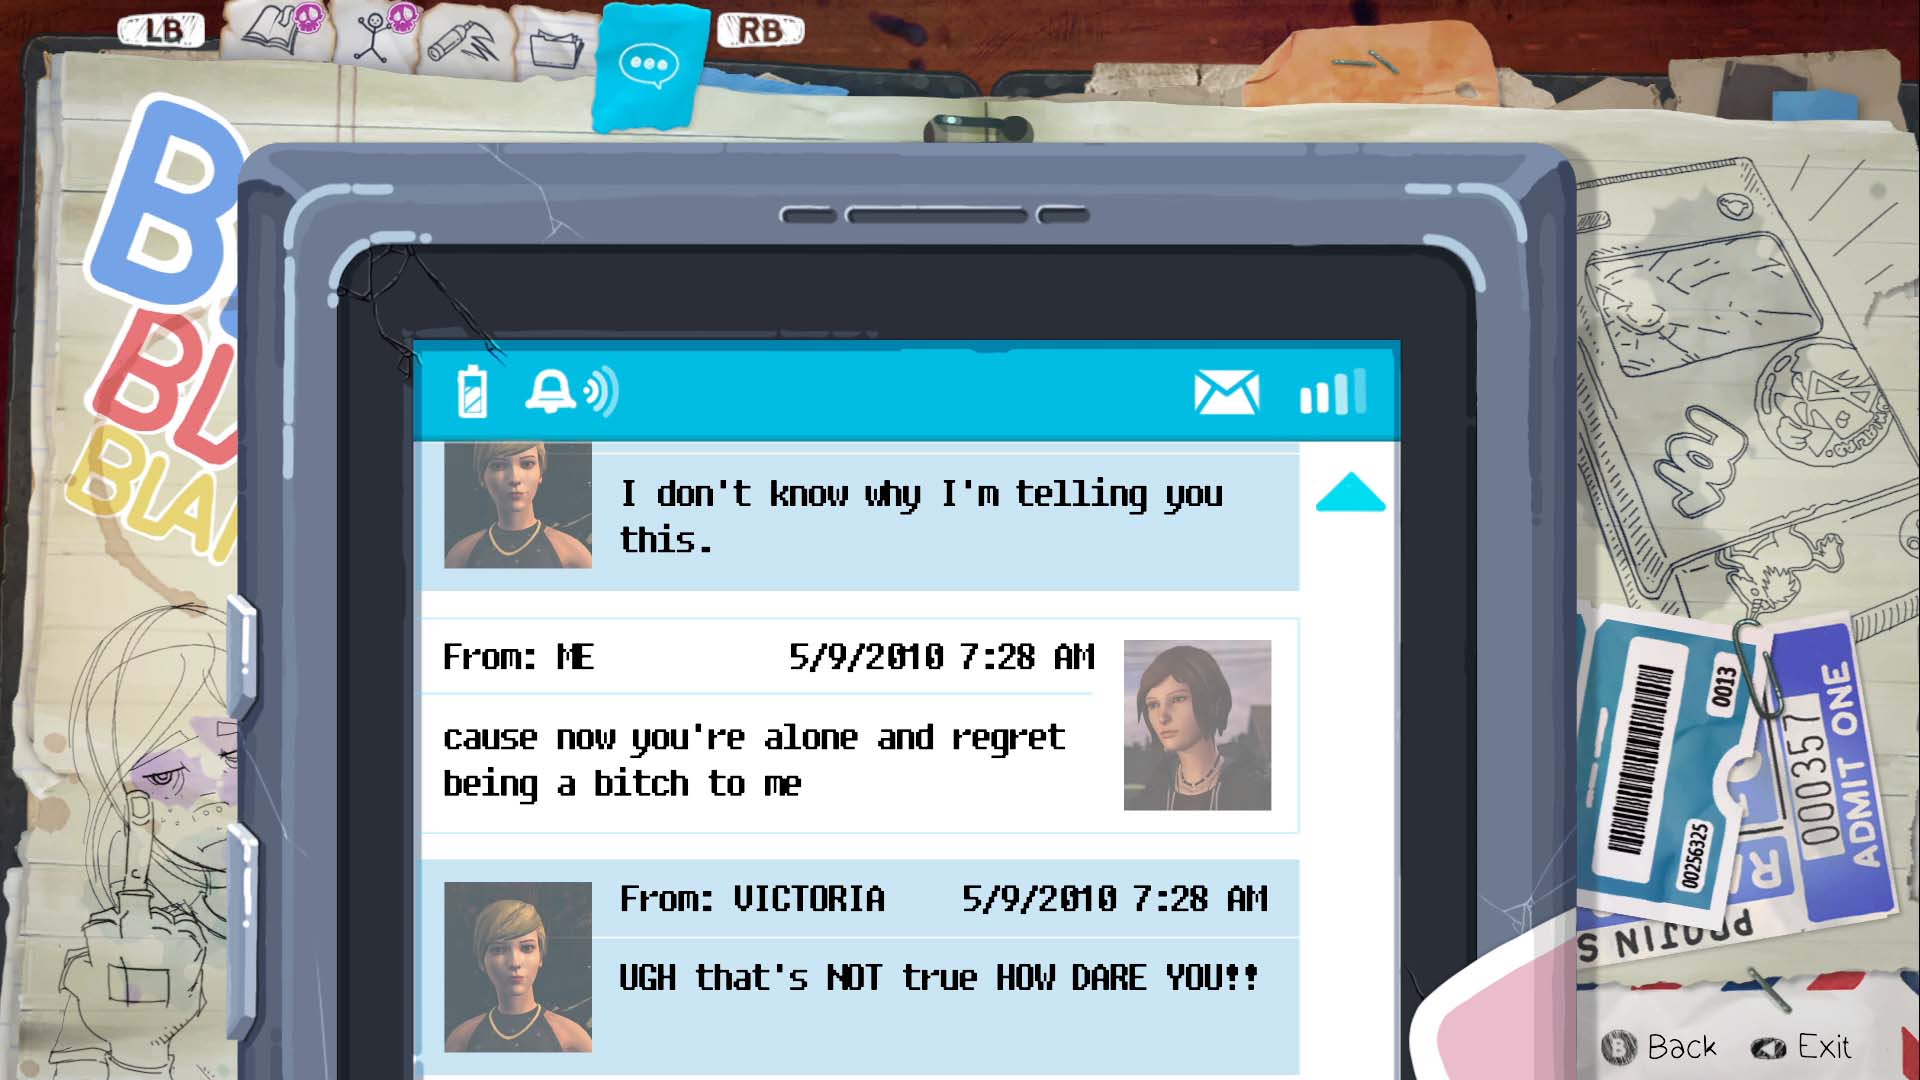 LB
RB
BL
BLA
I don't know why I'm telling you
this.
From: ME 5/9/2010 7:28 AM
cause now you're alone and regret
being a bitch to me
From: VICTORIA 5/9/2010 7:28 AM
UGH that's NOT true HOW DARE YOU!!
0013
00256325
000357
ADMIT ONE
B Back
Exit